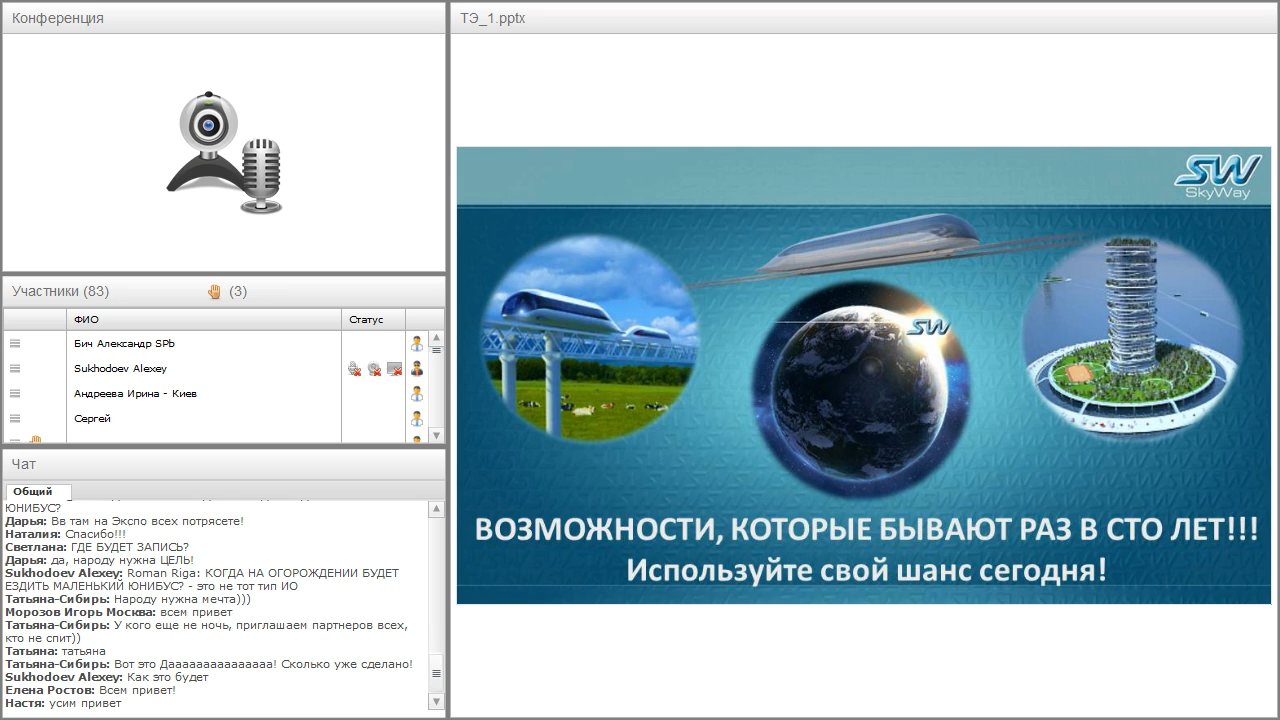 Конференция
Участники (83)
(3)
ФИО
Статус
Бич Александр SPb
Sukhodoev Alexey
Андреева Ирина - Киев
Сергей
Чат
Общий
ЮНИБУС?
Дарья: Вв там на Экспо всех потрясете!
Наталия: Спасибо!!!
Светлана: ГДЕ БУДЕТ ЗАПИСЬ?
Дарья: да, народу нужна ЦЕЛЬ!
Sukhodoev Alexey: Roman Riga: КОГДА НА ОГОРОЖДЕНИИ БУДЕТ
ЕЗДИТЬ МАЛЕНЬКИЙ ЮНИБУС? - это не тот тип ИО
Татьяна-Сибирь: Народу нужна мечта)))
Морозов Игорь Москва: всем привет
Татьяна-Сибирь: У кого еще не ночь, приглашаем партнеров всех,
кто не спит))
Татьяна: татьяна
Татьяна-Сибирь: Вот это Даааааааааааааа! Сколько уже сделано!
Sukhodoev Alexey: Как это будет
Елена Ростов: Всем привет!
Настя: усим привет
ТЭ_1.pptx
SW
SkyWay
SW
ВОЗМОЖНОСТИ, КОТОРЫЕ БЫВАЮТ РАЗ В СТО ЛЕТ!!!
Используйте свой шанс сегодня!